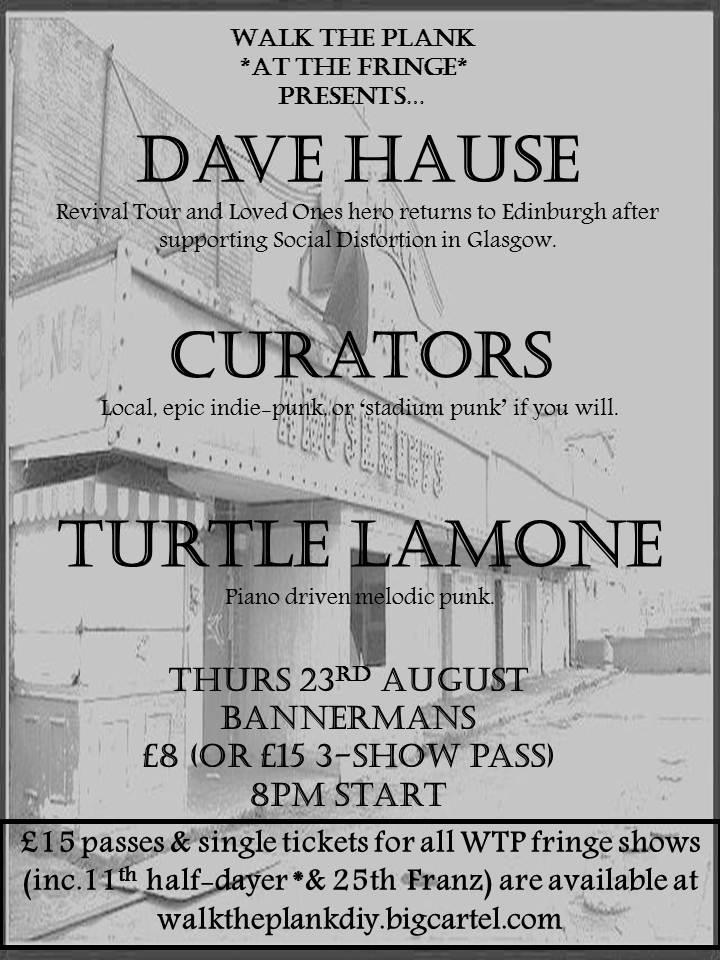 WALK THE PLANK
*AT THE FRINGE*
PRESENTS...
DAVE HAUSE
Revival Tour and Loved Ones hero returns to Edinburgh after
supporting Social Distortion in Glasgow.
CURATORS
Local, epic indie-punk, or ‘stadium punk’ if you will.
AMUSEMENTS
TURTLE LAMONE
Piano driven melodic punk.
THURS 23RD AUGUST
BANNERMANS
£8 (OR £15 3-SHOW PASS)
8PM START
£15 passes & single tickets for all WTP fringe shows
(inc.11th half-dayer *& 25th Franz) are available at
walktheplankdiy.bigcartel.com